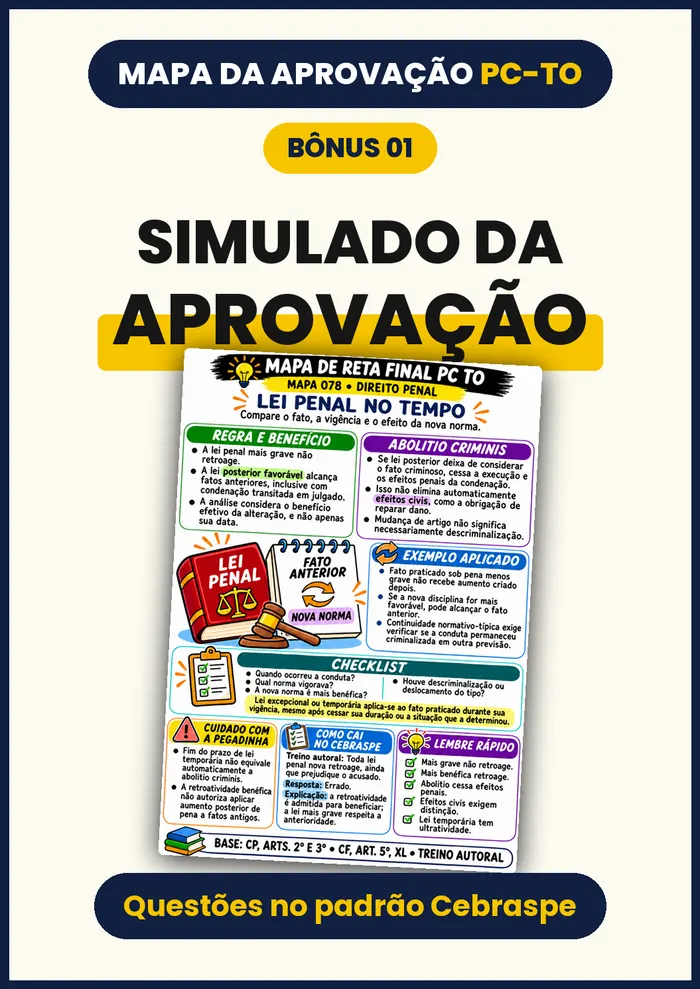 MAPA DA APROVAÇÃO PC-TO
BÔNUS 01
SIMULADO DA
APROVAÇÃO
MAPA DE RETA FINAL PC TO
MAPA 078 • DIREITO PENAL
LEI PENAL NO TEMPO
Compare o fato, a vigência e o efeito da nova norma.
REGRA E BENEFÍCIO
• A lei penal mais grave não
retroage.
• A lei posterior favorável alcança
fatos anteriores, inclusive com
condenação transitada em julgado.
• A análise considera o benefício
efetivo da alteração, e não apenas
sua data.
ABOLITIO CRIMINIS
• Se lei posterior deixa de considerar
o fato criminoso, cessa a execução e
os efeitos penais da condenação.
• Isso não elimina automaticamente
efeitos civis, como a obrigação de
reparar dano.
• Mudança de artigo não significa
necessariamente descriminalização.
LEI
PENAL
FATO
ANTERIOR
NOVA NORMA
EXEMPLO APLICADO
• Fato praticado sob pena menos
grave não recebe aumento criado
depois.
• Se a nova disciplina for mais
favorável, pode alcançar o fato
anterior.
• Continuidade normativo-típica exige
verificar se a conduta permaneceu
criminalizada em outra previsão.
CHECKLIST
• Quando ocorreu a conduta?
• Qual norma vigorava?
• A nova norma é mais benéfica?
• Houve descriminalização ou
deslocamento do tipo?
Lei excepcional ou temporária aplica-se ao fato praticado durante sua
vigência, mesmo após cessar sua duração ou a situação que a determinou.
CUIDADO COM
A PEGADINHA
• Fim do prazo de lei
temporária não equivale
automaticamente a
abolitio criminis.
• A retroatividade benéfica
não autoriza aplicar
aumento posterior de
pena a fatos antigos.
COMO CAI
NO CEBRASPE
Treino autoral: Toda lei
penal nova retroage, ainda
que prejudique o acusado.
Resposta: Errado.
Explicação: a retroatividade
é admitida para beneficiar;
a lei mais grave respeita a
anterioridade.
LEMBRE RÁPIDO
Mais grave não retroage.
Mais benéfica retroage.
Abolitio cessa efeitos
penais.
Efeitos civis exigem
distinção.
Lei temporária tem
ultratividade.
BASE: CP, ARTS. 2º E 3º • CF, ART. 5º, XL • TREINO AUTORAL
Questões no padrão Cebraspe